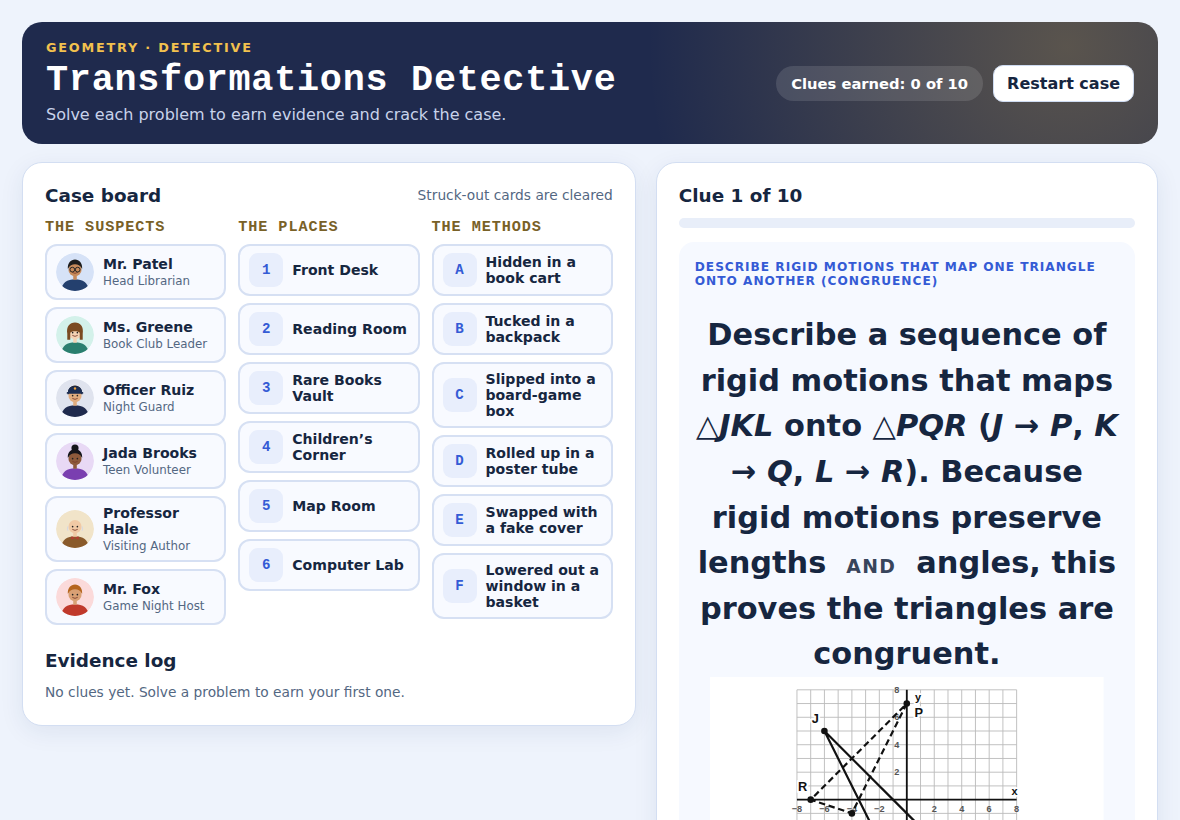 GEOMETRY · DETECTIVE
Transformations Detective
Solve each problem to earn evidence and crack the case.
Clues earned: 0 of 10
Restart case
Case board
Struck-out cards are cleared
THE SUSPECTS
Mr. Patel
Head Librarian
Ms. Greene
Book Club Leader
Officer Ruiz
Night Guard
Jada Brooks
Teen Volunteer
Professor
Hale
Visiting Author
Mr. Fox
Game Night Host
THE PLACES
1 Front Desk
2 Reading Room
3 Rare Books
Vault
4 Children’s
Corner
5 Map Room
6 Computer Lab
THE METHODS
A Hidden in a
book cart
B Tucked in a
backpack
C Slipped into a
board-game
box
D Rolled up in a
poster tube
E Swapped with
a fake cover
F Lowered out a
window in a
basket
Evidence log
No clues yet. Solve a problem to earn your first one.
Clue 1 of 10
DESCRIBE RIGID MOTIONS THAT MAP ONE TRIANGLE
ONTO ANOTHER (CONGRUENCE)
Describe a sequence of
rigid motions that maps
△JKL onto △PQR (J → P, K
→ Q, L → R). Because
rigid motions preserve
lengths AND angles, this
proves the triangles are
congruent.
8
y
P
J
4
2
R
x
−8 −6 −2 2 4 6 8